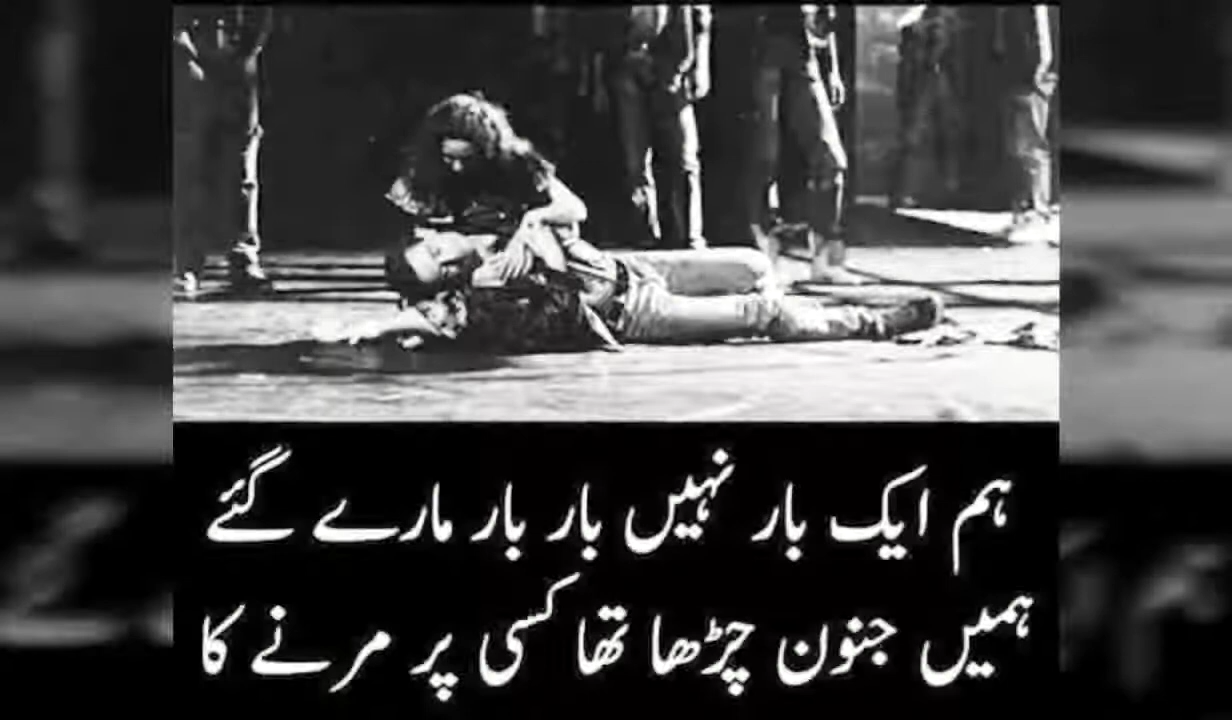 ہم ایک بار نہیں بار بار مارے گئے
ہمیں جنون چڑھا تھا کسی پر مرنے کا